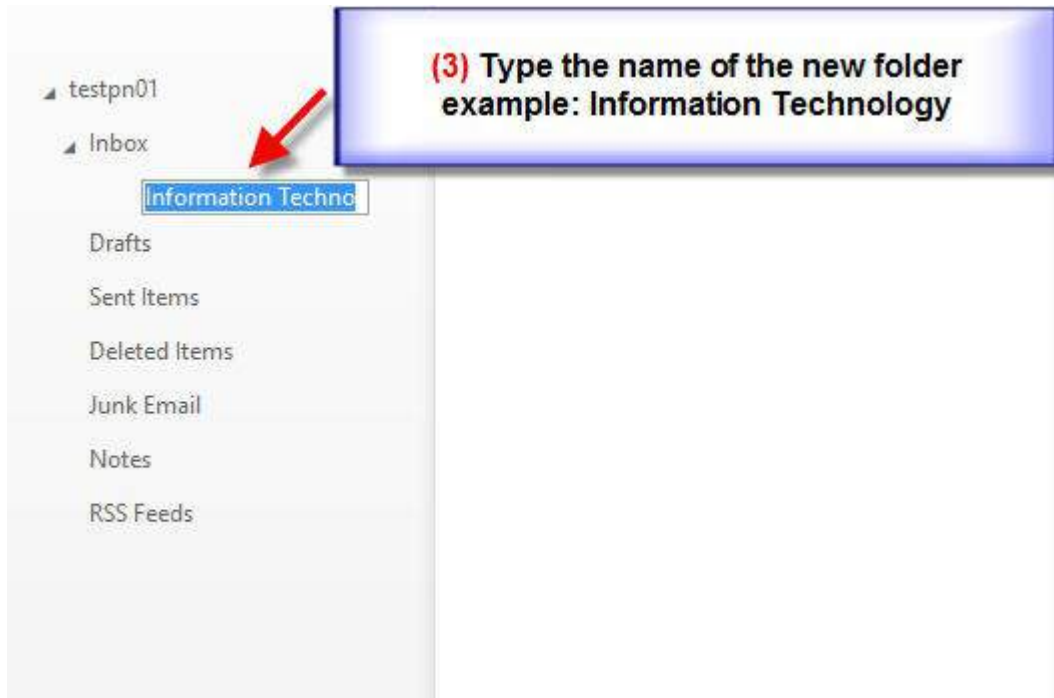 (3) Type the name of the new folder
example: Information Technology
testpn01
Inbox
Information Techno
Drafts
Sent Items
Deleted Items
Junk Email
Notes
RSS Feeds